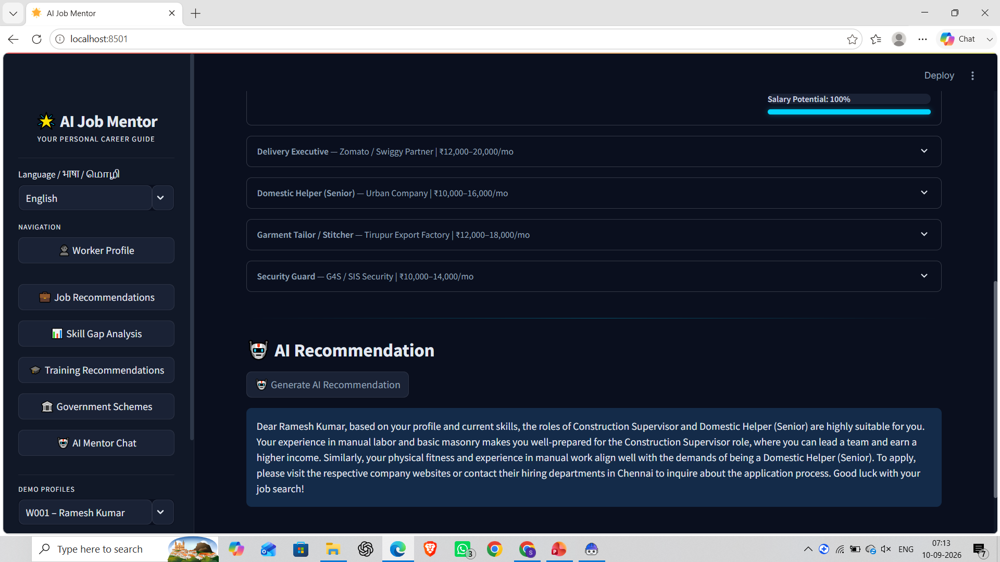 AI Job Mentor
localhost:8501
Chat
Deploy
AI Job Mentor
YOUR PERSONAL CAREER GUIDE
Language / भाषा / மொழி
English
NAVIGATION
Worker Profile
Job Recommendations
Skill Gap Analysis
Training Recommendations
Government Schemes
AI Mentor Chat
DEMO PROFILES
W001 – Ramesh Kumar
Salary Potential: 100%
Delivery Executive — Zomato / Swiggy Partner | ₹12,000–20,000/mo
Domestic Helper (Senior) — Urban Company | ₹10,000–16,000/mo
Garment Tailor / Stitcher — Tirupur Export Factory | ₹12,000–18,000/mo
Security Guard — G4S / SIS Security | ₹10,000–14,000/mo
AI Recommendation
Generate AI Recommendation
Dear Ramesh Kumar, based on your profile and current skills, the roles of Construction Supervisor and Domestic Helper (Senior) are highly suitable for you.
Your experience in manual labor and basic masonry makes you well-prepared for the Construction Supervisor role, where you can lead a team and earn a
higher income. Similarly, your physical fitness and experience in manual work align well with the demands of being a Domestic Helper (Senior). To apply,
please visit the respective company websites or contact their hiring departments in Chennai to inquire about the application process. Good luck with your
job search!
Type here to search
3
S
ENG
07:13
10-09-2026
7